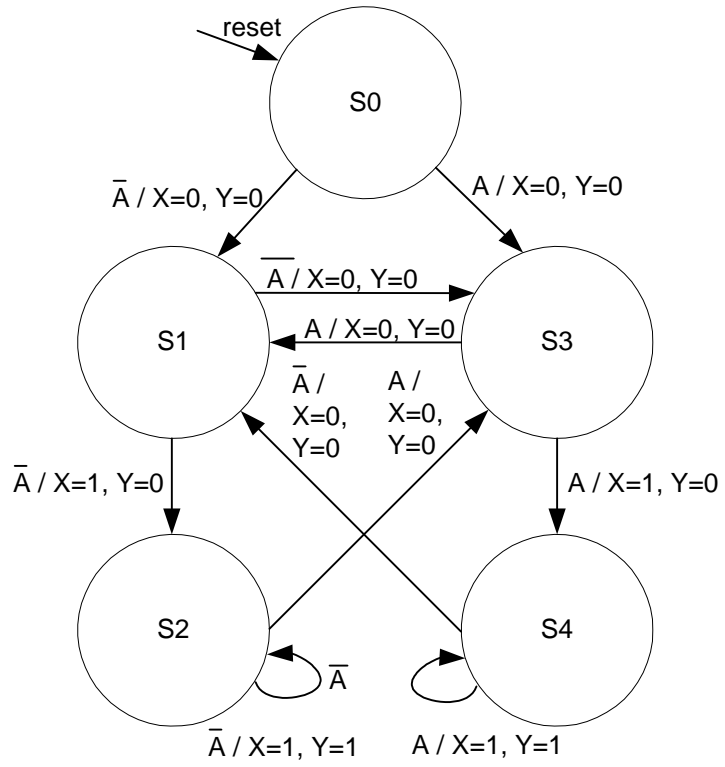 reset
S0
A̅ / X=0, Y=0
A / X=0, Y=0
A̅ / X=0, Y=0
S1
A / X=0, Y=0
S3
A̅ /
X=0,
Y=0
A /
X=0,
Y=0
A̅ / X=1, Y=0
A / X=1, Y=0
S2
S4
A̅
A̅ / X=1, Y=1
A / X=1, Y=1